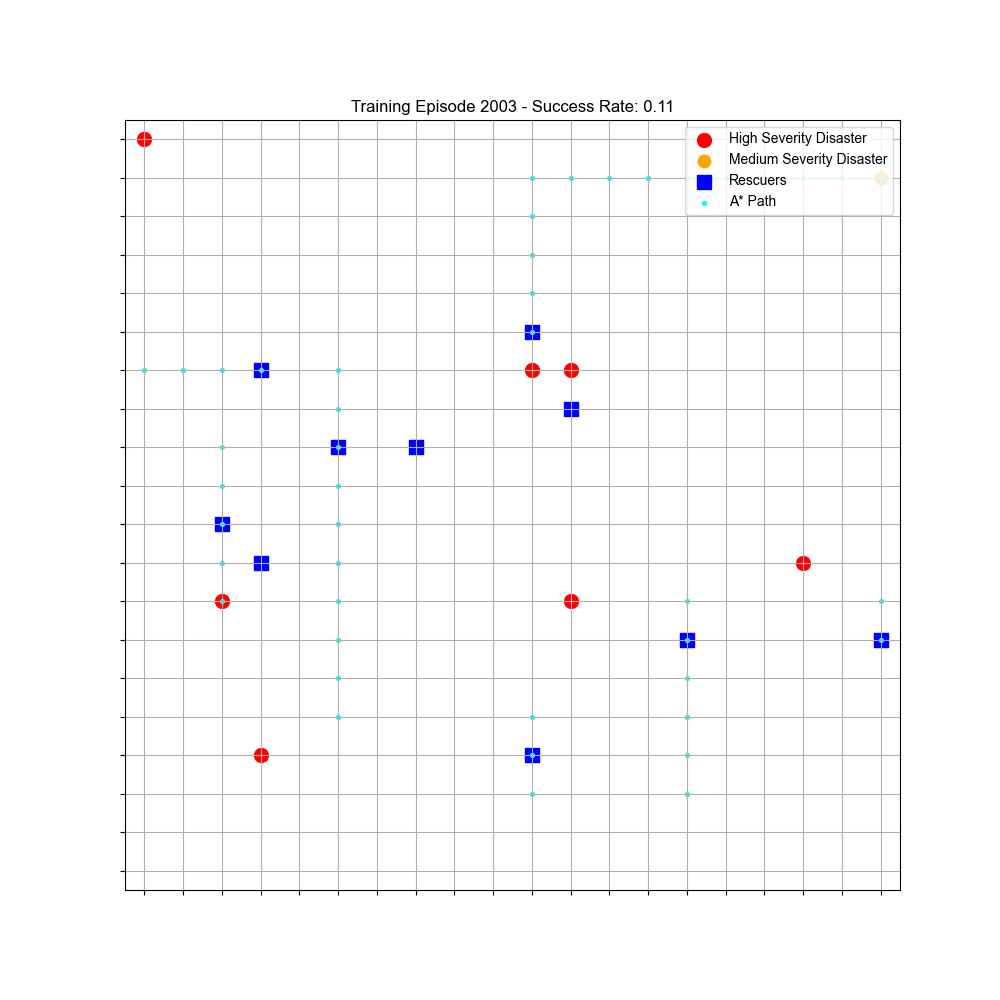 Training Episode 2003 - Success Rate: 0.11
High Severity Disaster
Medium Severity Disaster
Rescuers
A* Path